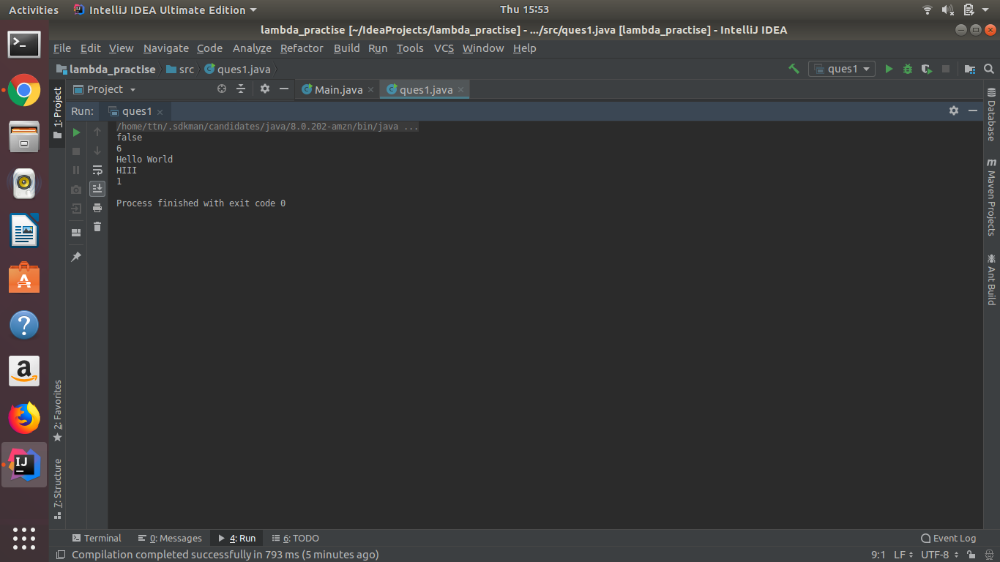 Activities IntelliJ IDEA Ultimate Edition Thu 15:53
lambda_practise [~/IdeaProjects/lambda_practise] - .../src/ques1.java [lambda_practise] - IntelliJ IDEA
File Edit View Navigate Code Analyze Refactor Build Run Tools VCS Window Help
lambda_practise src ques1.java ques1
Project Main.java ques1.java
Run: ques1
/home/ttn/.sdkman/candidates/java/8.0.202-amzn/bin/java ...
false
6
Hello World
HIII
1
Process finished with exit code 0
1: Project
2: Favorites
7: Structure
Database
m Maven Projects
Ant Build
IJ
Terminal 0: Messages 4: Run 6: TODO Event Log
Compilation completed successfully in 793 ms (5 minutes ago) 9:1 LF UTF-8